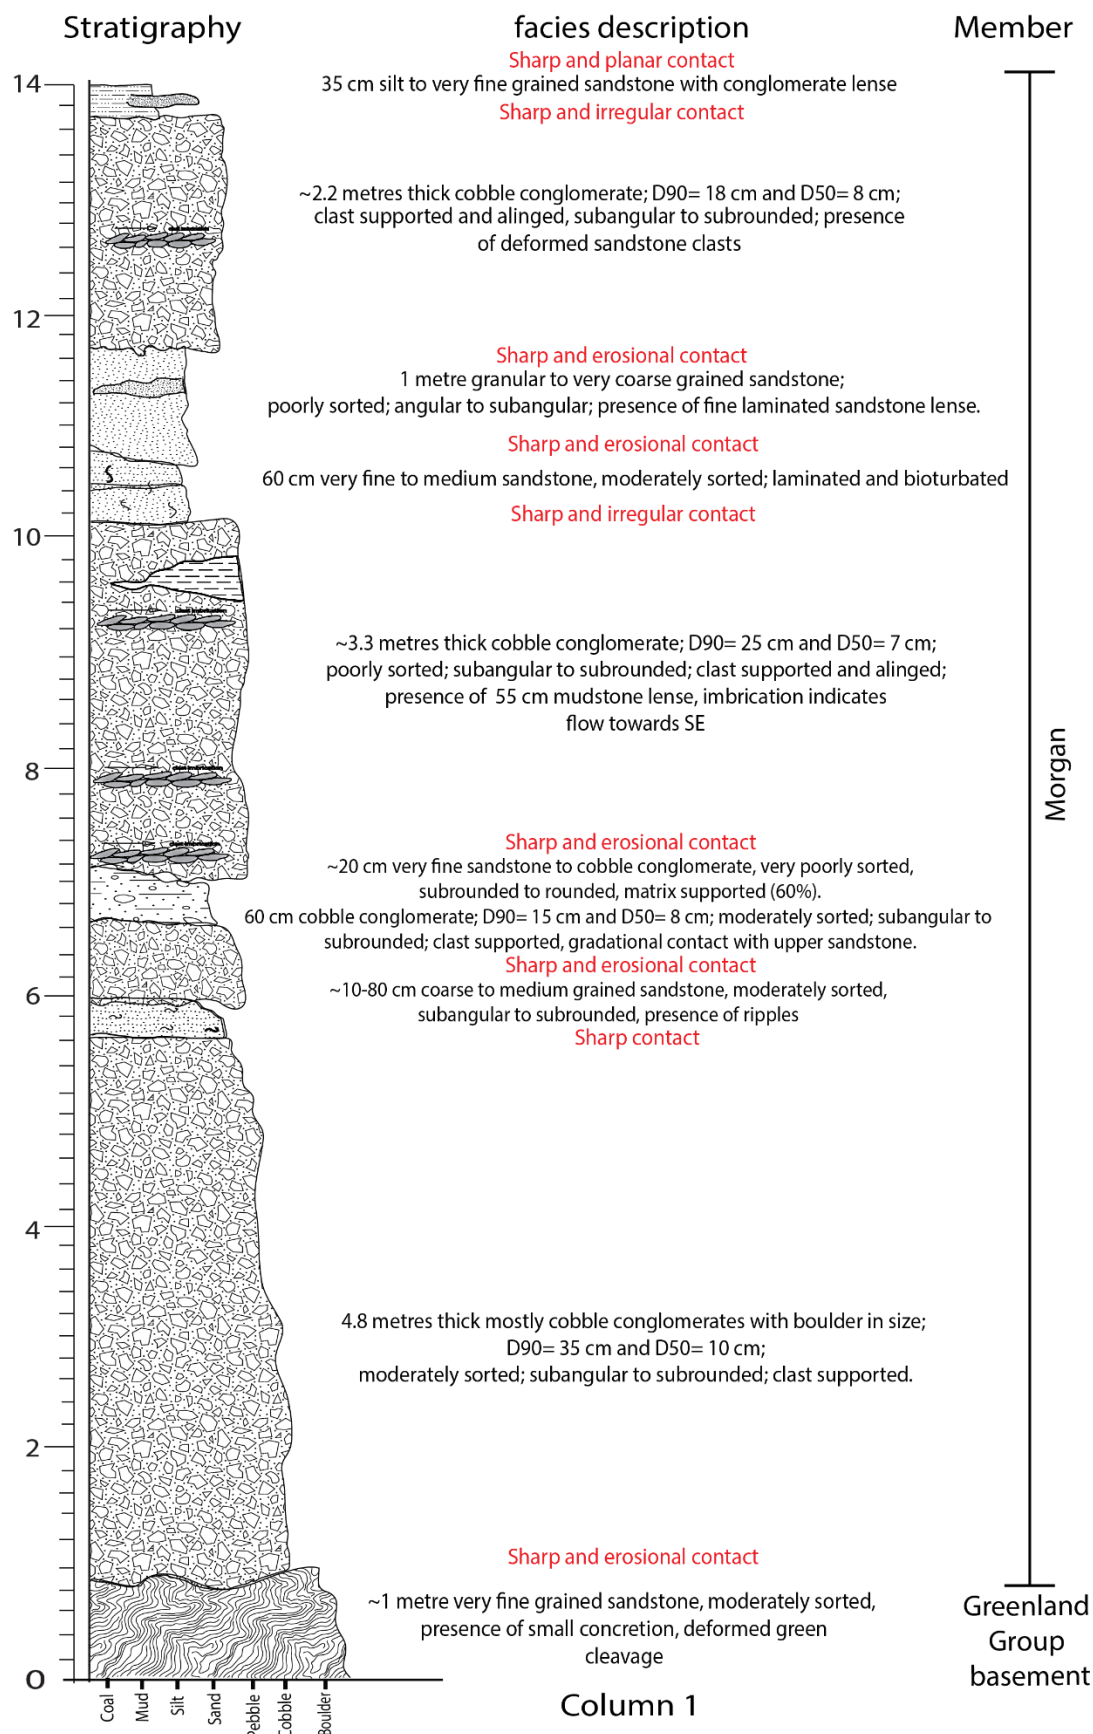 Stratigraphy facies description Member
Sharp and planar contact
14
35 cm silt to very fine grained sandstone with conglomerate lense
Sharp and irregular contact
~2.2 metres thick cobble conglomerate; D90= 18 cm and D50= 8 cm;
clast supported and alinged, subangular to subrounded; presence
of deformed sandstone clasts
12
Sharp and erosional contact
1 metre granular to very coarse grained sandstone;
poorly sorted; angular to subangular; presence of fine laminated sandstone lense.
Sharp and erosional contact
60 cm very fine to medium sandstone, moderately sorted; laminated and bioturbated
Sharp and irregular contact
10
~3.3 metres thick cobble conglomerate; D90= 25 cm and D50= 7 cm;
poorly sorted; subangular to subrounded; clast supported and alinged;
presence of 55 cm mudstone lense, imbrication indicates
flow towards SE
8
Morgan
Sharp and erosional contact
~20 cm very fine sandstone to cobble conglomerate, very poorly sorted,
subrounded to rounded, matrix supported (60%).
60 cm cobble conglomerate; D90= 15 cm and D50= 8 cm; moderately sorted; subangular to
subrounded; clast supported, gradational contact with upper sandstone.
Sharp and erosional contact
6
~10-80 cm coarse to medium grained sandstone, moderately sorted,
subangular to subrounded, presence of ripples
Sharp contact
4
4.8 metres thick mostly cobble conglomerates with boulder in size;
D90= 35 cm and D50= 10 cm;
moderately sorted; subangular to subrounded; clast supported.
2
Sharp and erosional contact
~1 metre very fine grained sandstone, moderately sorted,
presence of small concretion, deformed green
cleavage
Greenland
Group
basement
0
Coal
Mud
Silt
Sand
Pebble
Cobble
Boulder
Column 1